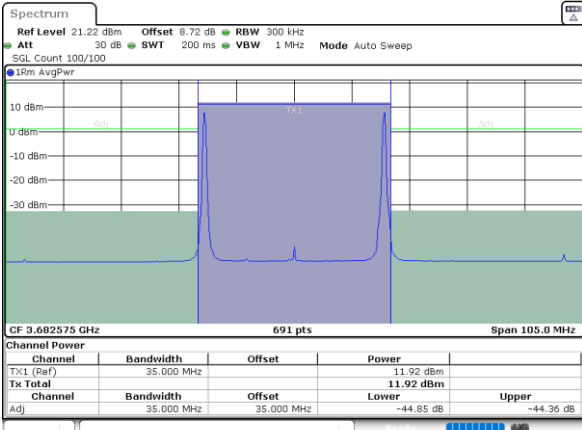 Spectrum
Ref Level 21.22 dBm Offset 8.72 dB RBW 300 kHz
Att 30 dB SWT 200 ms VBW 1 MHz Mode Auto Sweep
SGL Count 100/100
1Rm AvgPwr
TX1
10 dBm
Adj Adj
0 dBm
-10 dBm
-20 dBm
-30 dBm
CF 3.682575 GHz 691 pts Span 105.0 MHz
Channel Power
Channel Bandwidth Offset Power
TX1 (Ref) 35.000 MHz 11.92 dBm
Tx Total 11.92 dBm
Channel Bandwidth Offset Lower Upper
Adj 35.000 MHz 35.000 MHz -44.85 dB -44.36 dB